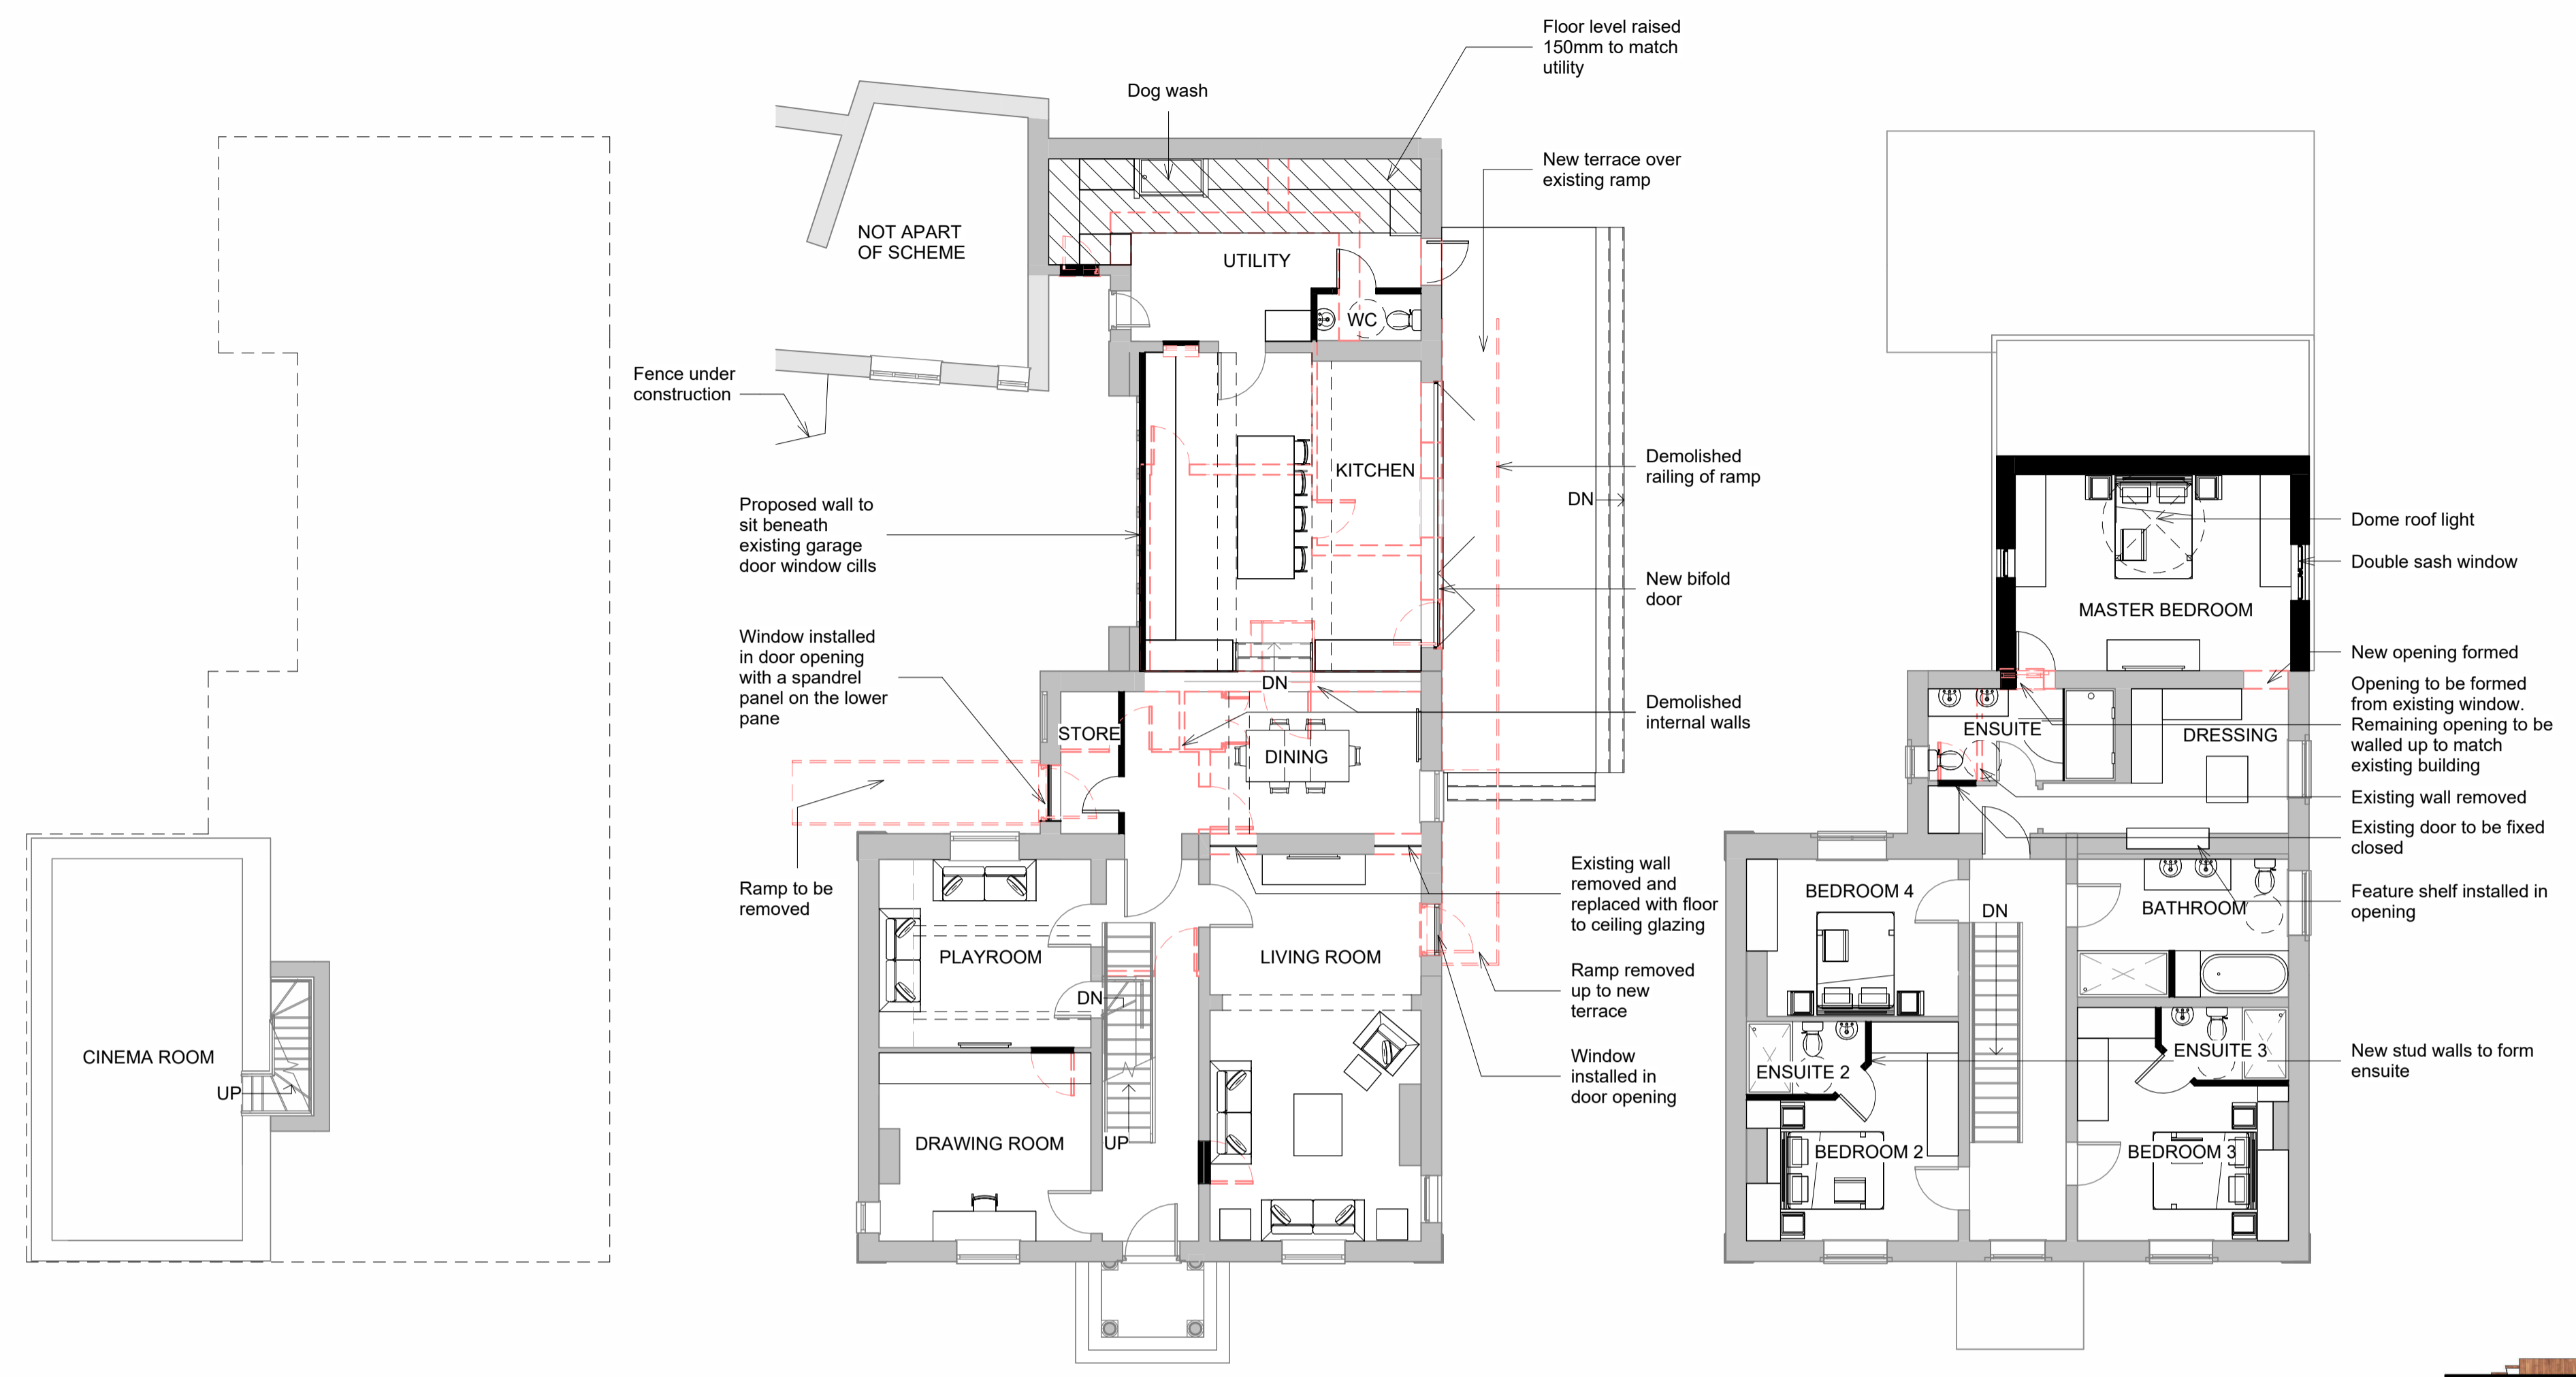 CINEMA ROOM
UP
Dog wash
Floor level raised
150mm to match
utility
New terrace over
existing ramp
NOT APART
OF SCHEME
UTILITY
WC
Fence under
construction
KITCHEN
Demolished
railing of ramp
DN
Proposed wall to
sit beneath
existing garage
door window cills
New bifold
door
Window installed
in door opening
with a spandrel
panel on the lower
pane
DN
Demolished
internal walls
STORE
DINING
Ramp to be
removed
Existing wall
removed and
replaced with floor
to ceiling glazing
PLAYROOM
LIVING ROOM
DN
Ramp removed
up to new
terrace
Window
installed in
door opening
DRAWING ROOM
UP
Dome roof light
Double sash window
MASTER BEDROOM
New opening formed
Opening to be formed
from existing window.
Remaining opening to be
walled up to match
existing building
ENSUITE
DRESSING
Existing wall removed
Existing door to be fixed
closed
BEDROOM 4
DN
BATHROOM
Feature shelf installed in
opening
ENSUITE 2
ENSUITE 3
New stud walls to form
ensuite
BEDROOM 2
BEDROOM 3